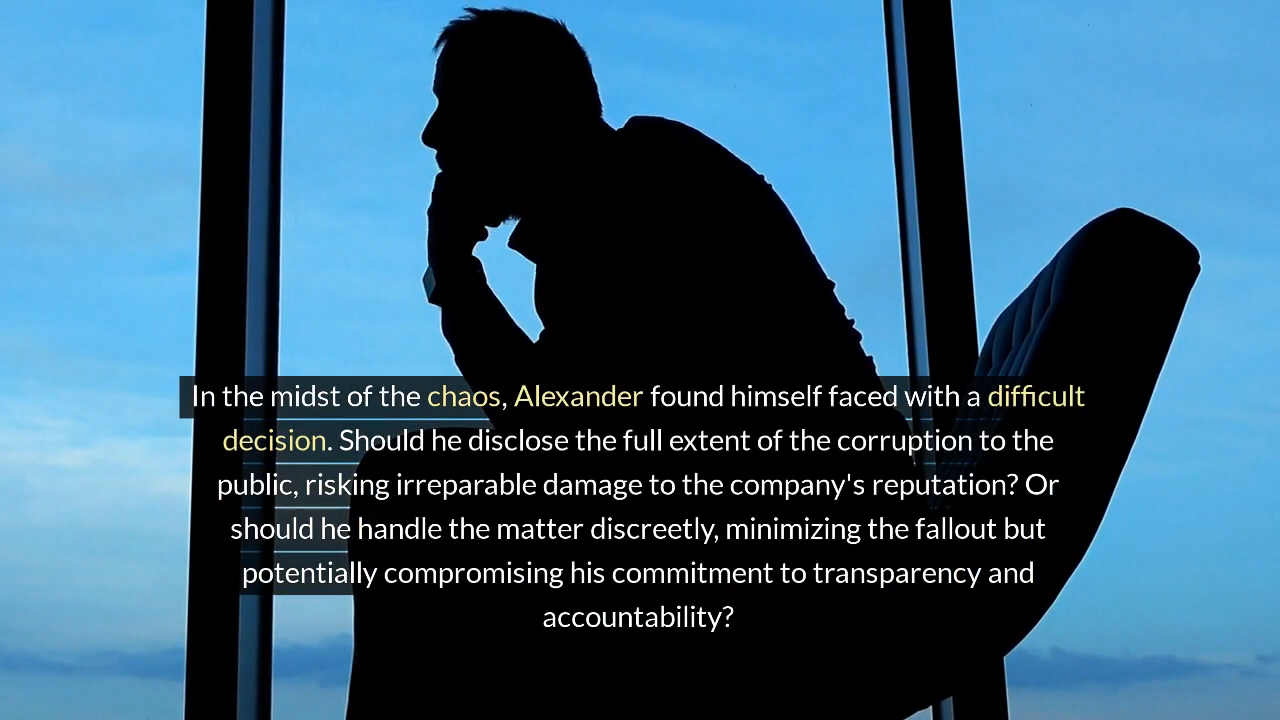 In the midst of the chaos, Alexander found himself faced with a difficult
decision. Should he disclose the full extent of the corruption to the
public, risking irreparable damage to the company's reputation? Or
should he handle the matter discreetly, minimizing the fallout but
potentially compromising his commitment to transparency and
accountability?